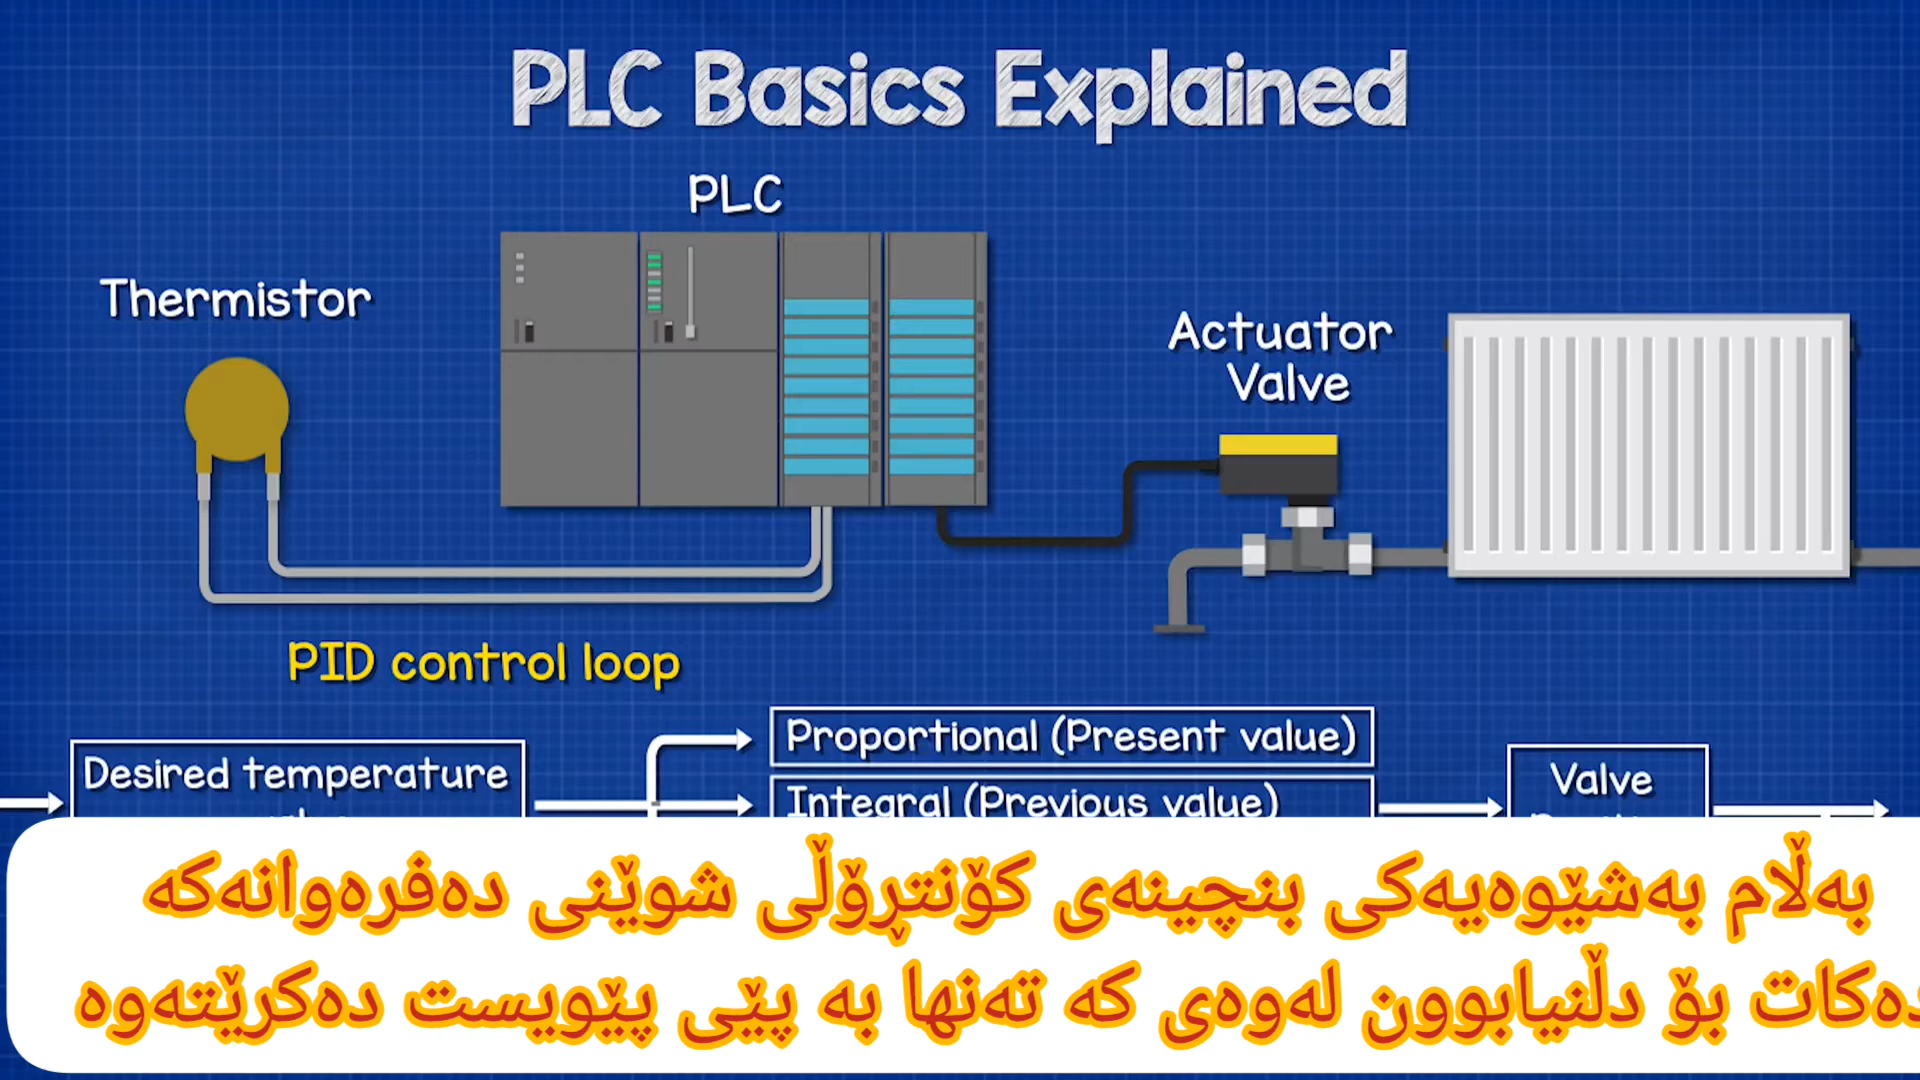 PLC Basics Explained
PLC
Thermistor
Actuator
Valve
PID control loop
Proportional (Present value)
Desired temperature
Integral (Previous value)
Valve
بەڵام بەشێوەیەکی بنچینەی کۆنتڕۆڵی شوێنی دەفرەوانەکە
دەکات بۆ دڵنیابوون لەوەی کە تەنها بە پێی پێویست دەکرێتەوە